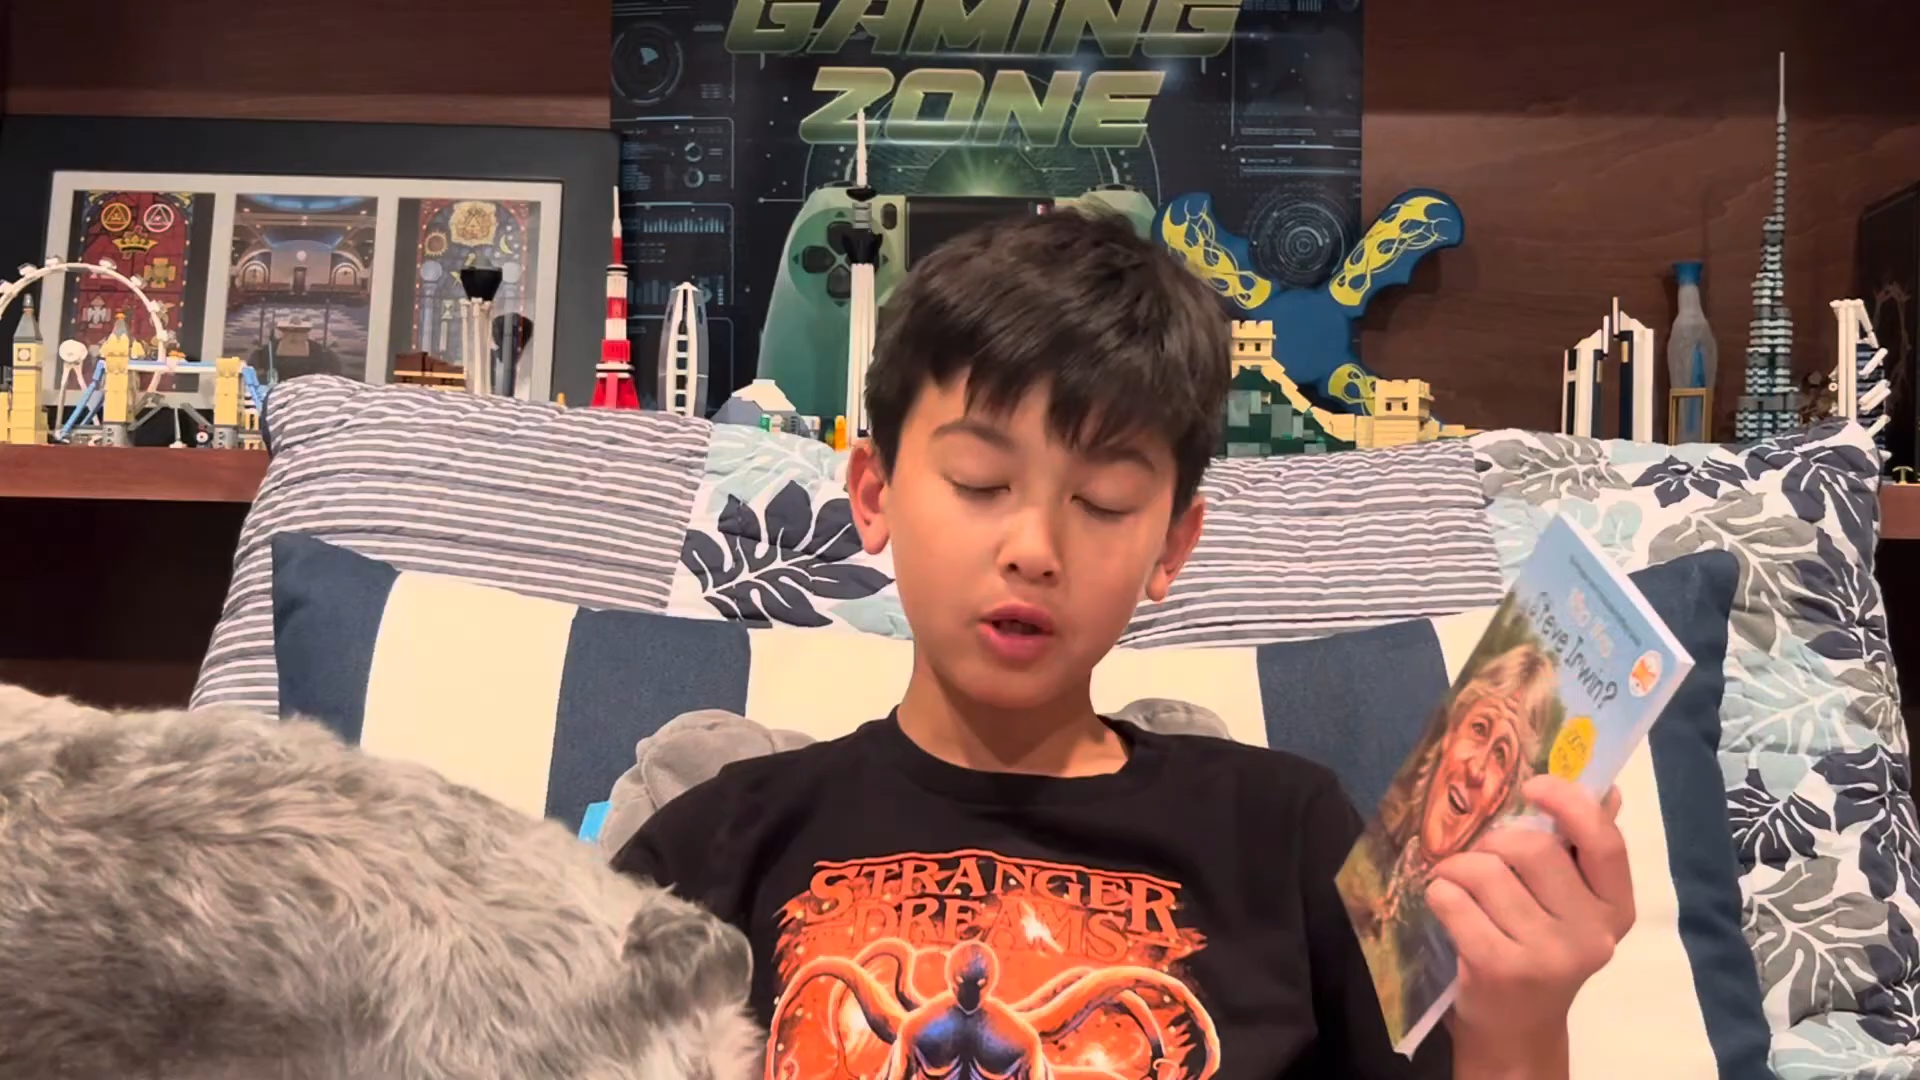 GAMING
ZONE
Who Was
Steve Irwin?
STRANGER
DREAMS